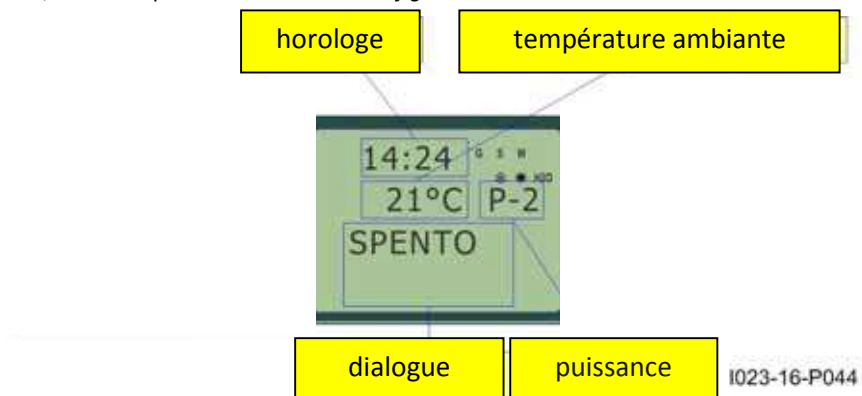 horologe
température ambiante
14:24
G S W
21°C P-2
SPENTO
dialogue
puissance
I023-16-P044